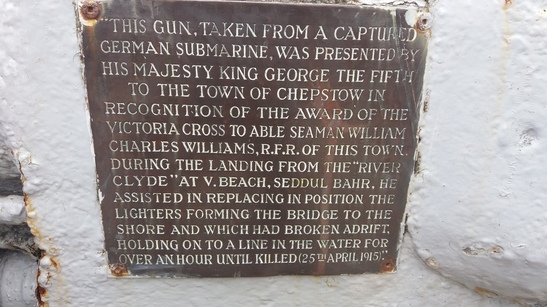 "THIS GUN, TAKEN FROM A CAPTURED
GERMAN SUBMARINE, WAS PRESENTED BY
HIS MAJESTY KING GEORGE THE FIFTH
TO THE TOWN OF CHEPSTOW IN
RECOGNITION OF THE AWARD OF THE
VICTORIA CROSS TO ABLE SEAMAN WILLIAM
CHARLES WILLIAMS, R.F.R. OF THIS TOWN.
DURING THE LANDING FROM THE "RIVER
CLYDE" AT V. BEACH, SEDDUL BAHR, HE
ASSISTED IN REPLACING IN POSITION THE
LIGHTERS FORMING THE BRIDGE TO THE
SHORE AND WHICH HAD BROKEN ADRIFT,
HOLDING ON TO A LINE IN THE WATER FOR
OVER AN HOUR UNTIL KILLED (25TH APRIL 1915)."